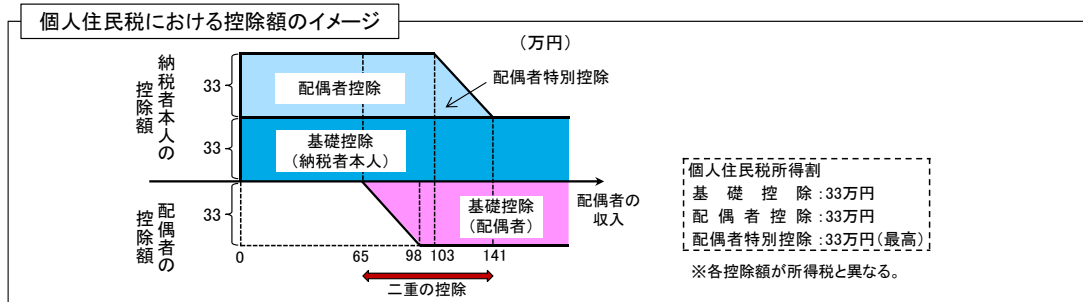 個人住民税における控除額のイメージ
(万円)
納税者本人の
控除額
33
配偶者控除
配偶者特別控除
33
基礎控除
(納税者本人)
配偶者の
控除額
33
基礎控除
(配偶者)
配偶者の
収入
0
65
98
103
141
二重の控除
個人住民税所得割
基礎控除:33万円
配偶者控除:33万円
配偶者特別控除:33万円(最高)
※各控除額が所得税と異なる。